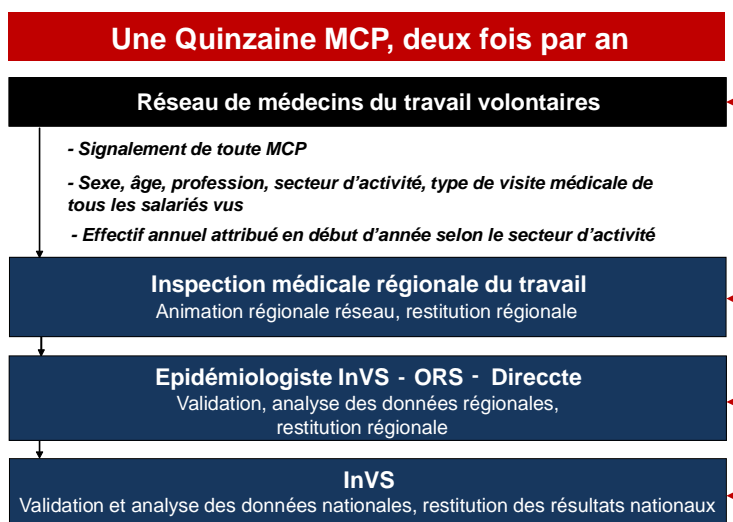 Une Quinzaine MCP, deux fois par an
Réseau de médecins du travail volontaires
- Signalement de toute MCP
- Sexe, âge, profession, secteur d'activité, type de visite médicale de
tous les salariés vus
- Effectif annuel attribué en début d'année selon le secteur d'activité
Inspection médicale régionale du travail
Animation régionale réseau, restitution régionale
Epidémiologiste InVS - ORS - Direccte
Validation, analyse des données régionales,
restitution régionale
InVS
Validation et analyse des données nationales, restitution des résultats nationaux